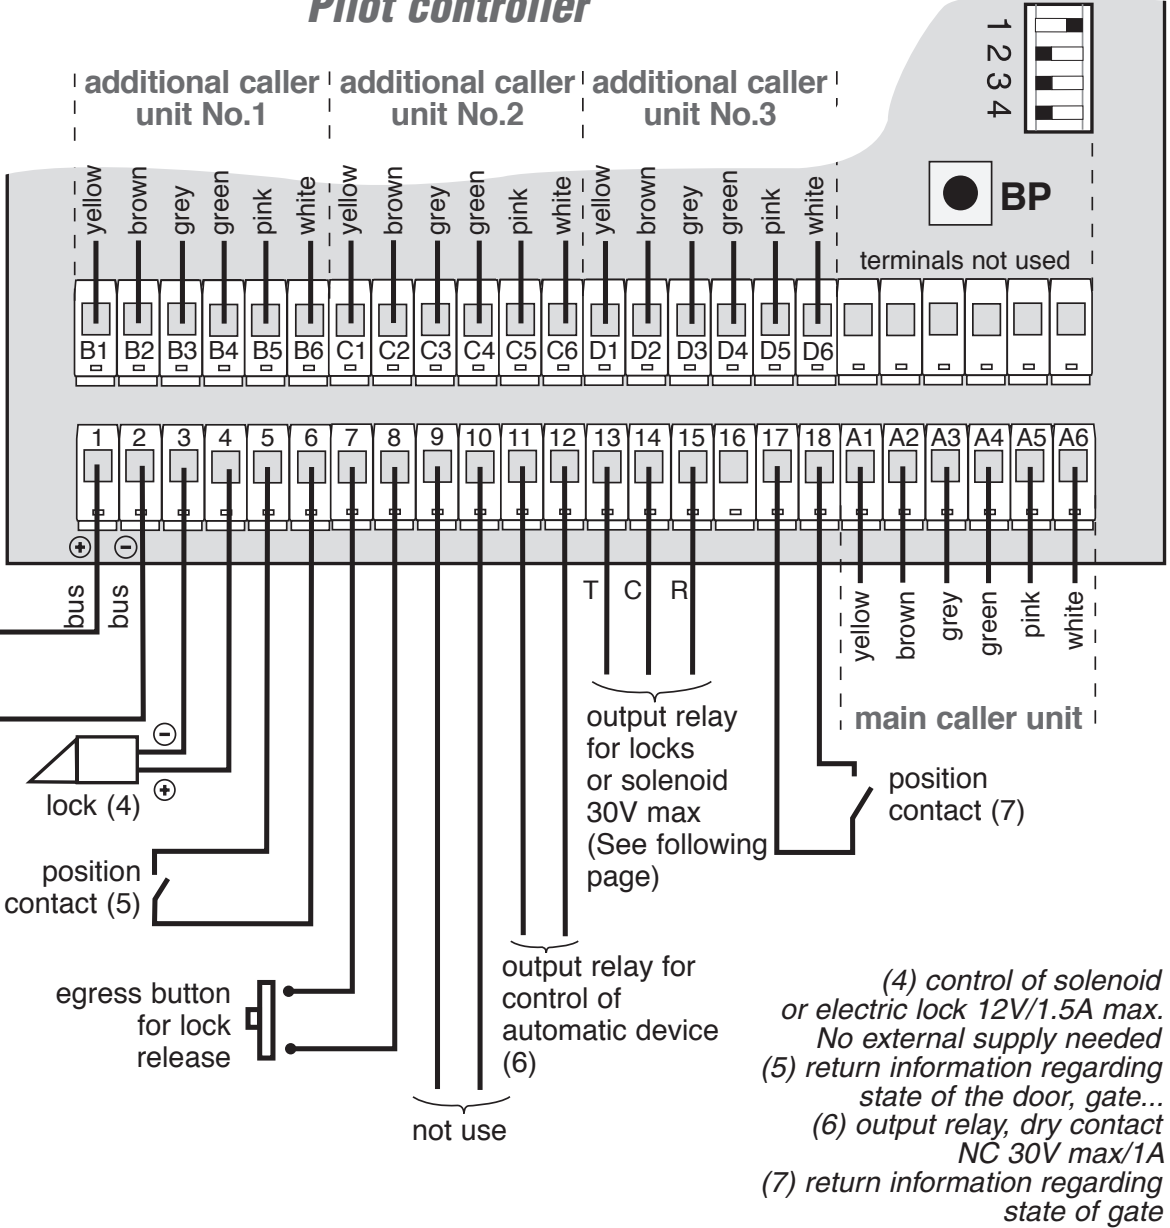 Pilot controller
1
2
3
4
additional caller unit No.1
additional caller unit No.2
additional caller unit No.3
BP
yellow brown grey green pink white yellow brown grey green pink white yellow brown grey green pink white
terminals not used
B1 B2 B3 B4 B5 B6 C1 C2 C3 C4 C5 C6 D1 D2 D3 D4 D5 D6
1 2 3 4 5 6 7 8 9 10 11 12 13 14 15 16 17 18 A1 A2 A3 A4 A5 A6
+ −
bus bus
T C R
yellow brown grey green pink white
main caller unit
−
+
lock (4)
output relay
for locks
or solenoid
30V max
(See following
page)
position
contact (7)
position
contact (5)
egress button
for lock
release
output relay for
control of
automatic device
(6)
not use
(4) control of solenoid
or electric lock 12V/1.5A max.
No external supply needed
(5) return information regarding
state of the door, gate...
(6) output relay, dry contact
NC 30V max/1A
(7) return information regarding
state of gate